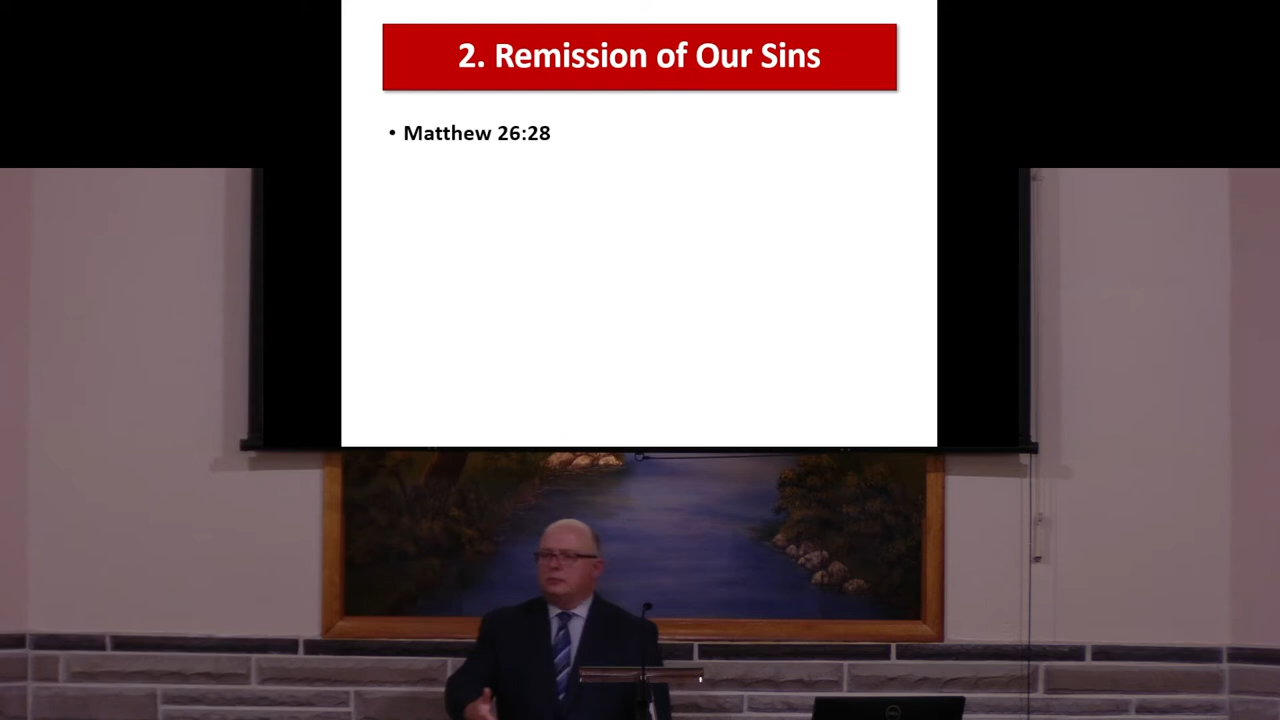 2. Remission of Our Sins
• Matthew 26:28